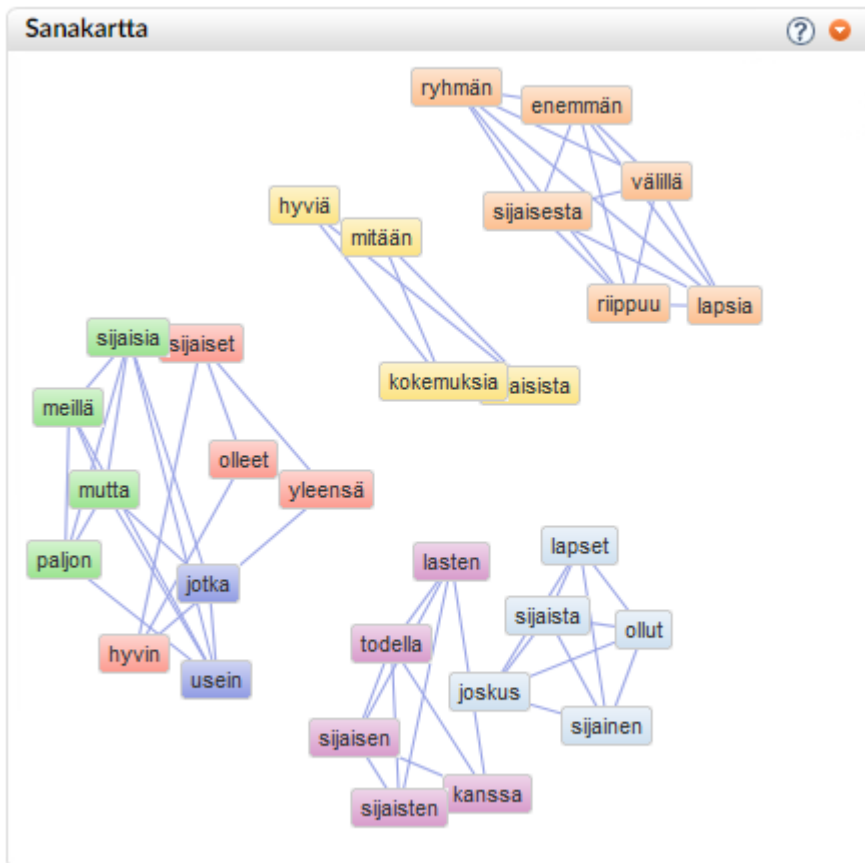 Sanakartta
?
ryhmän
enemmän
välillä
hyviä
sijaisesta
mitään
riippuu
lapsia
sijaisia
sijaiset
kokemuksia
aisista
meillä
olleet
mutta
yleensä
lapset
paljon
lasten
jotka
sijaista
ollut
todella
hyvin
usein
joskus
sijainen
sijaisen
kanssa
sijaisten